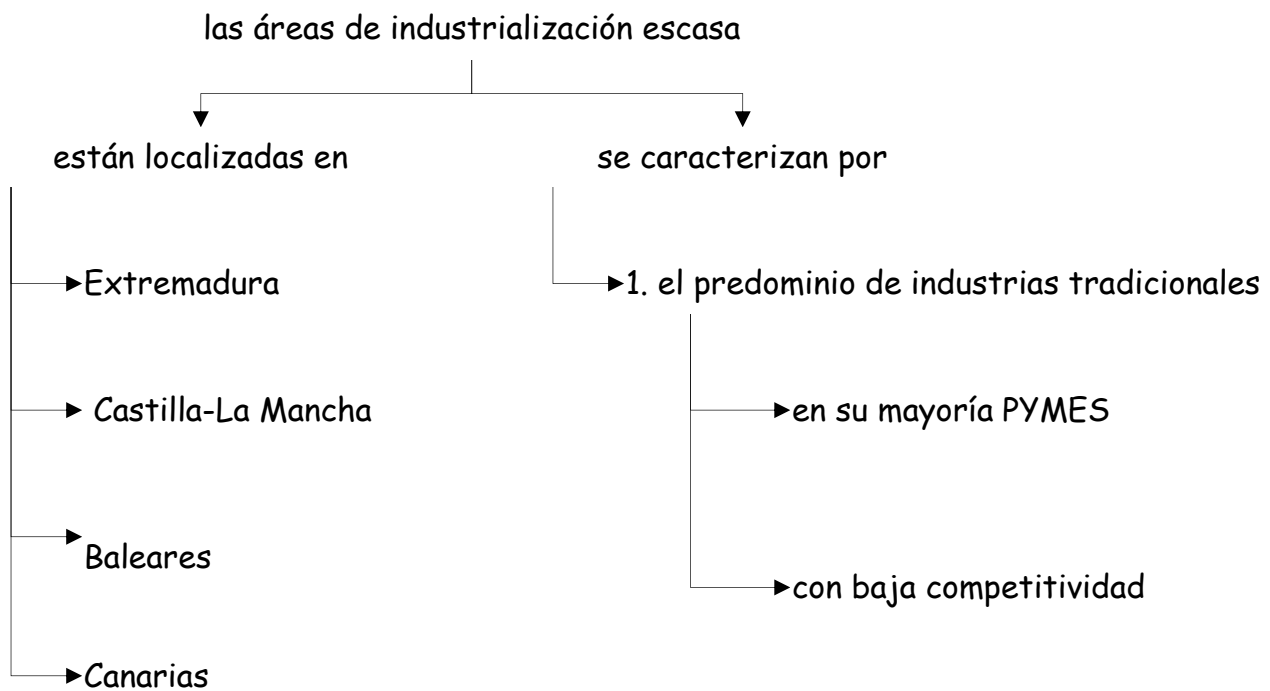 las áreas de industrialización escasa
están localizadas en
se caracterizan por
Extremadura
1. el predominio de industrias tradicionales
Castilla-La Mancha
en su mayoría PYMES
Baleares
con baja competitividad
Canarias